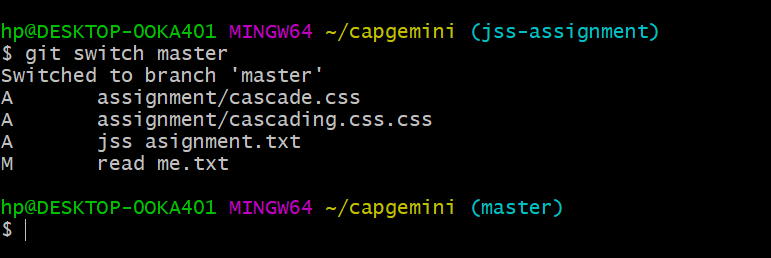 hp@DESKTOP-OOKA401 MINGW64 ~/capgemini (jss-assignment)
$ git switch master
Switched to branch 'master'
A       assignment/cascade.css
A       assignment/cascading.css.css
A       jss asignment.txt
M       read me.txt
hp@DESKTOP-OOKA401 MINGW64 ~/capgemini (master)
$